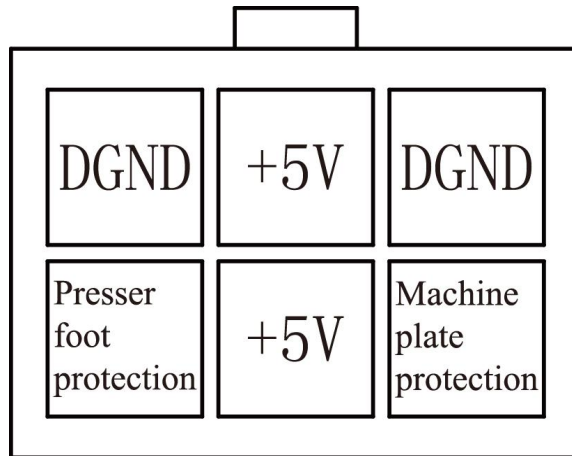 DGND
+5V
DGND
Presser
foot
protection
+5V
Machine
plate
protection